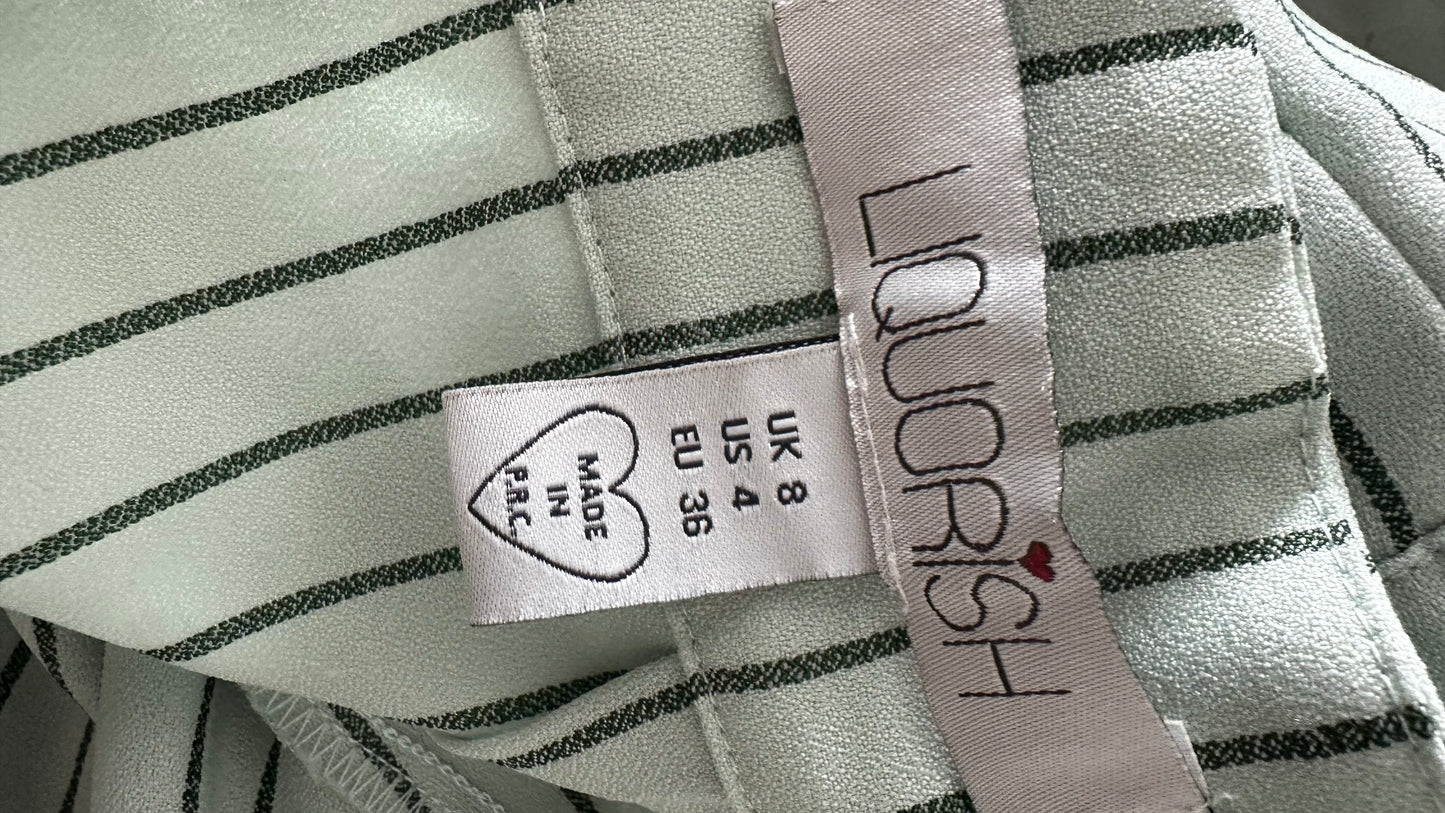 LIQUORISH
UK 8
US 4
EU 36
MADE
IN
P.R.C.